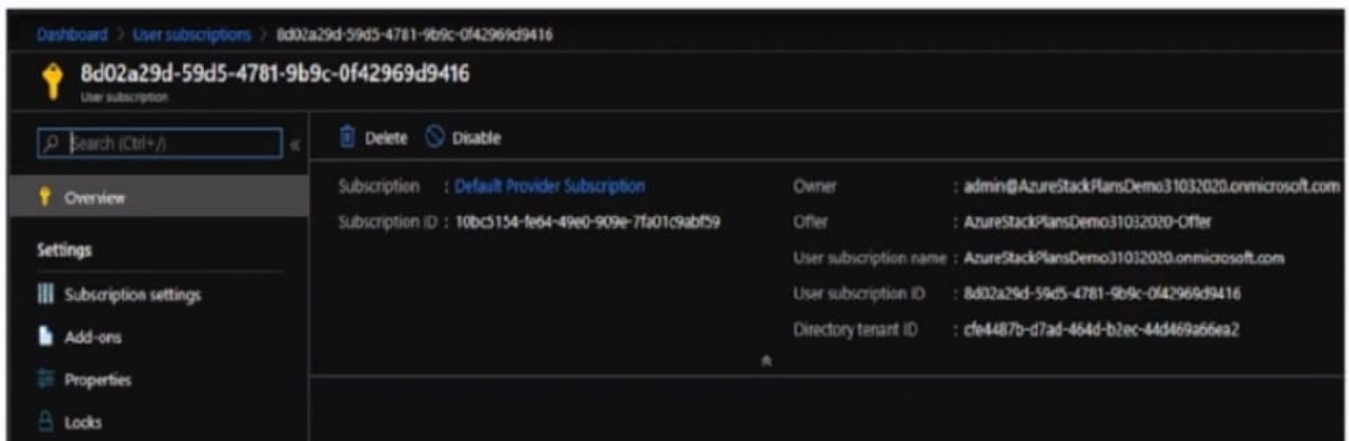 Dashboard > User subscriptions > 8d02a29d-59d5-4781-9b9c-0f42969d9416
8d02a29d-59d5-4781-9b9c-0f42969d9416
User subscription
Search (Ctrl+/)
«
Delete
Disable
Overview
Settings
Subscription settings
Add-ons
Properties
Locks
Subscription : Default Provider Subscription
Subscription ID : 10bc5154-fe64-49e0-909e-7fa01c9abf59
Owner : admin@AzureStackPlansDemo31032020.onmicrosoft.com
Offer : AzureStackPlansDemo31032020-Offer
User subscription name : AzureStackPlansDemo31032020.onmicrosoft.com
User subscription ID : 8d02a29d-59d5-4781-9b9c-0f42969d9416
Directory tenant ID : cfe4487b-d7ad-464d-b2ec-44d469a66ea2